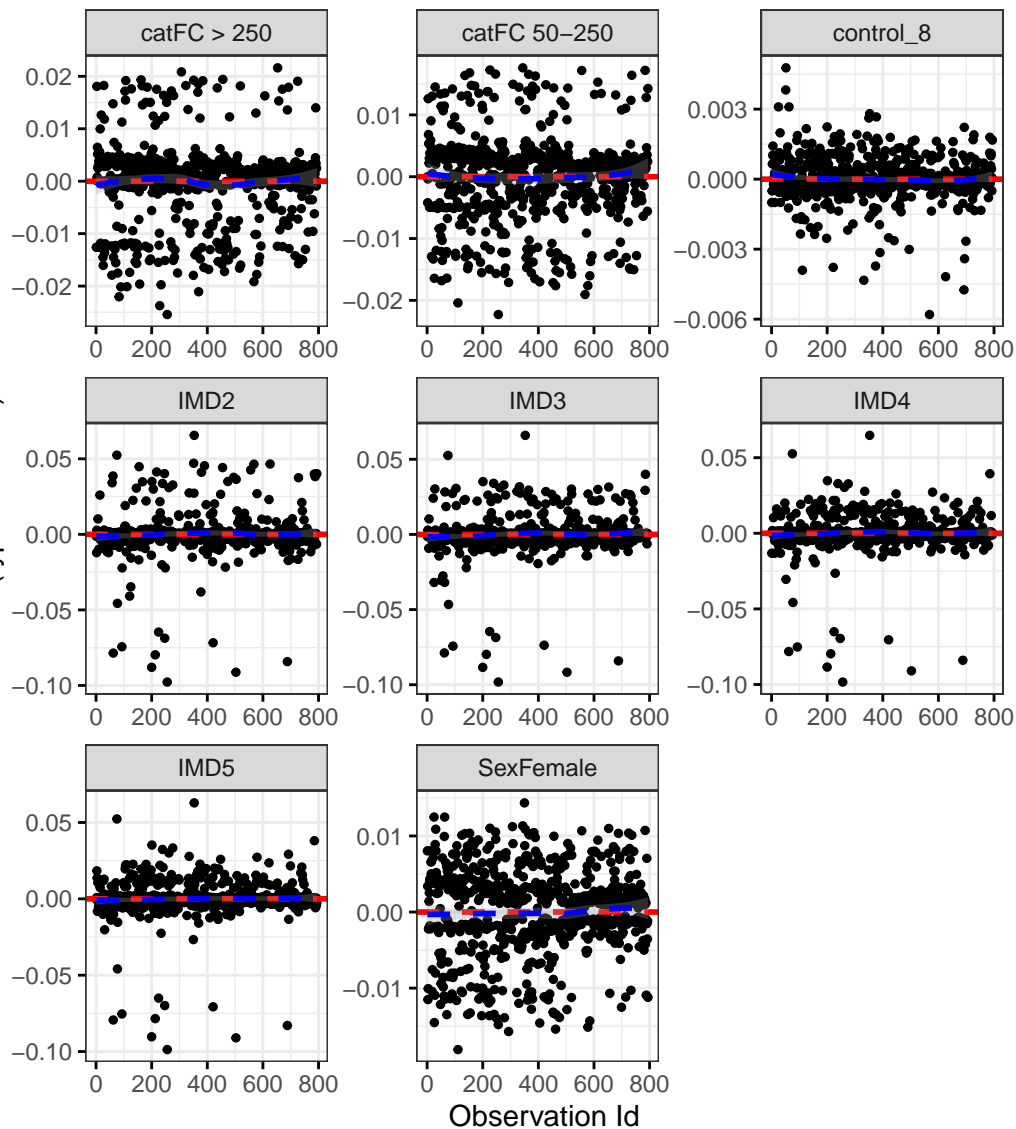 catFC > 250 catFC 50−250 control_8
0.02 0.01 0.003
0.01 0.00 0.000
0.00 −0.01 −0.003
−0.01 −0.02 −0.006
−0.02
0 200 400 600 800 0 200 400 600 800 0 200 400 600 800
IMD2 IMD3 IMD4
0.05 0.05 0.05
0.00 0.00 0.00
−0.05 −0.05 −0.05
−0.10 −0.10 −0.10
0 200 400 600 800 0 200 400 600 800 0 200 400 600 800
IMD5 SexFemale
0.05 0.01
0.00 0.00
−0.05 −0.01
−0.10
0 200 400 600 800 0 200 400 600 800
Observation Id